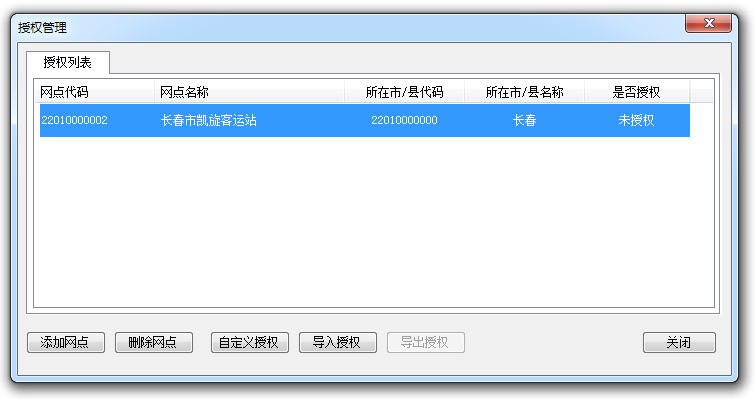 授权管理
授权列表
网点代码 网点名称 所在市/县代码 所在市/县名称 是否授权
22010000002 长春市凯旋客运站 22010000000 长春 未授权
添加网点 删除网点 自定义授权 导入授权 导出授权 关闭